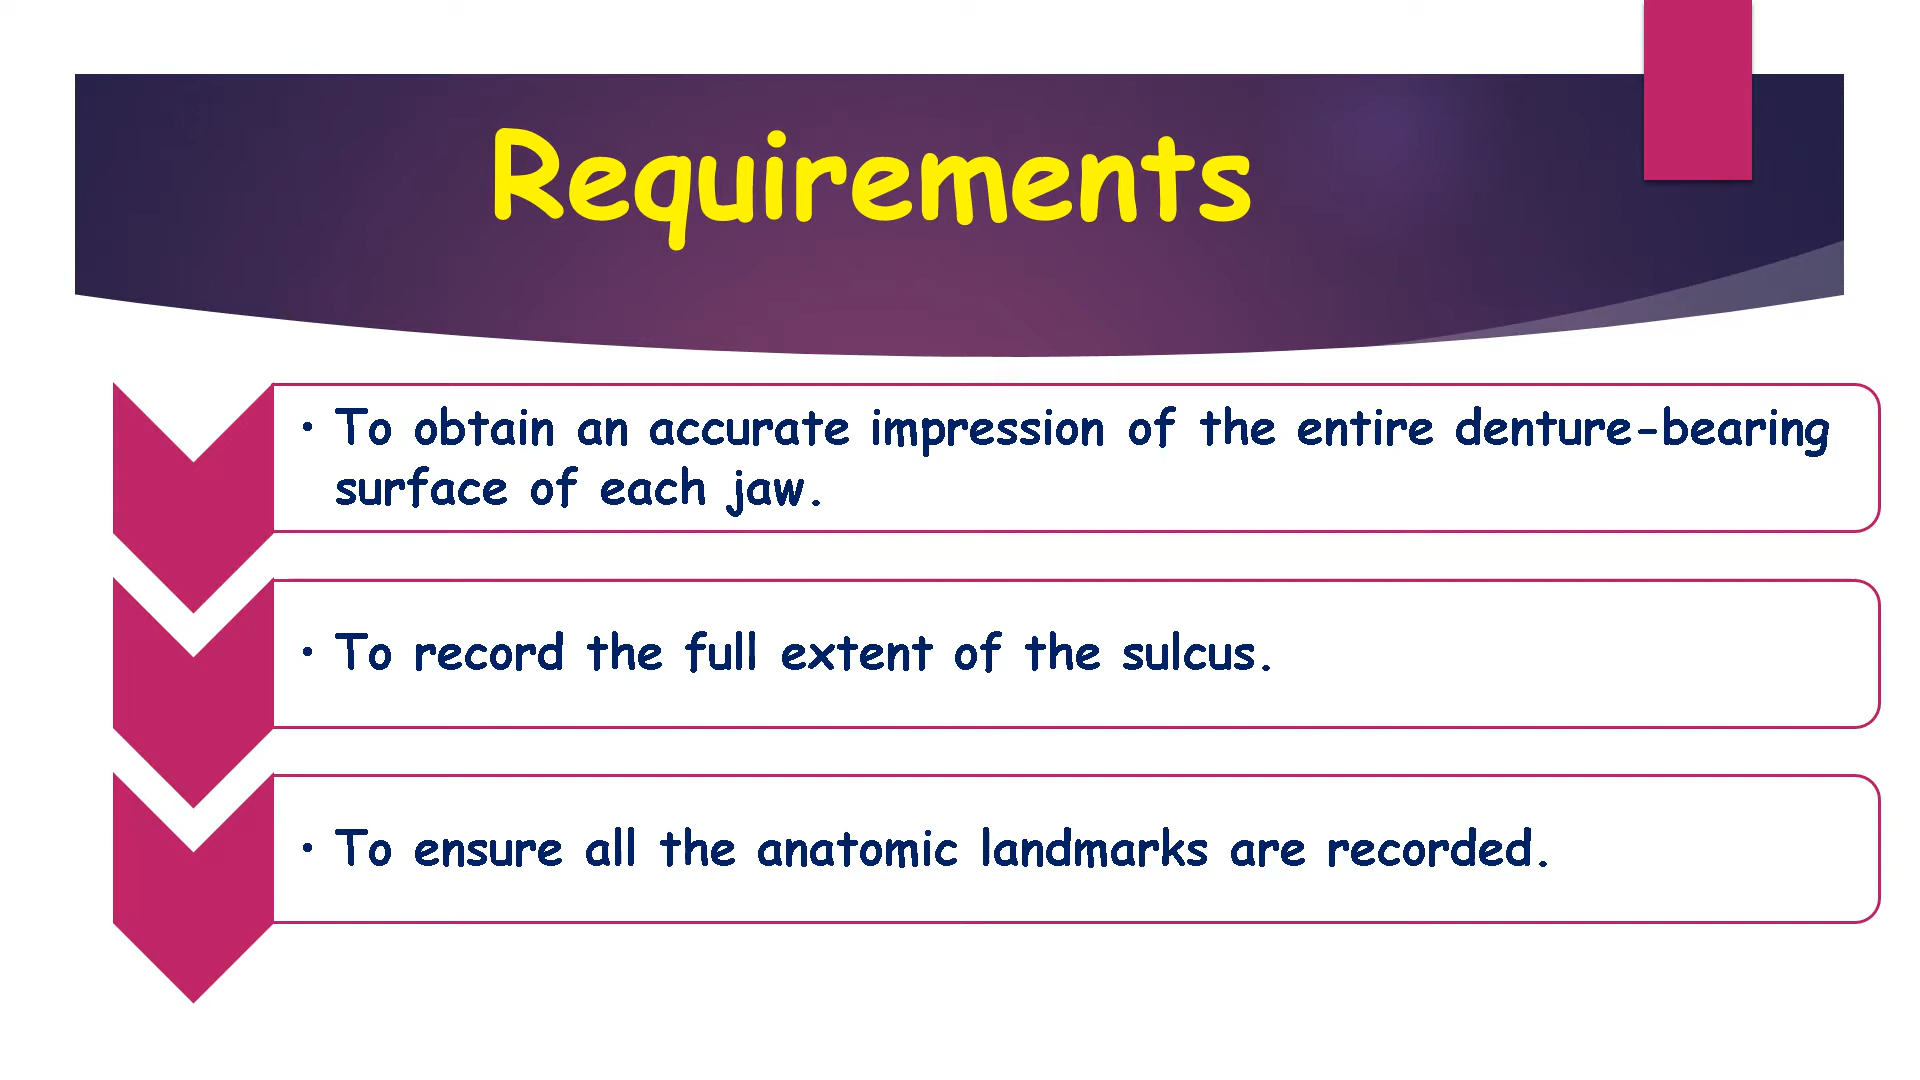 Requirements
• To obtain an accurate impression of the entire denture-bearing
surface of each jaw.
• To record the full extent of the sulcus.
• To ensure all the anatomic landmarks are recorded.